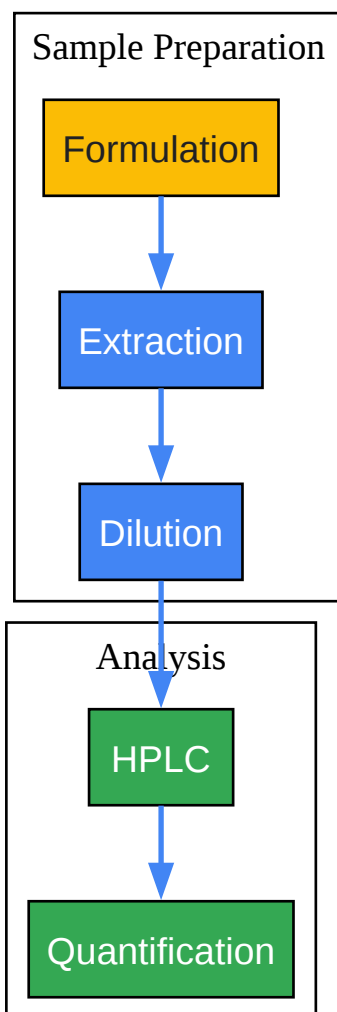 Sample Preparation
Formulation
Extraction
Dilution
Analysis
HPLC
Quantification